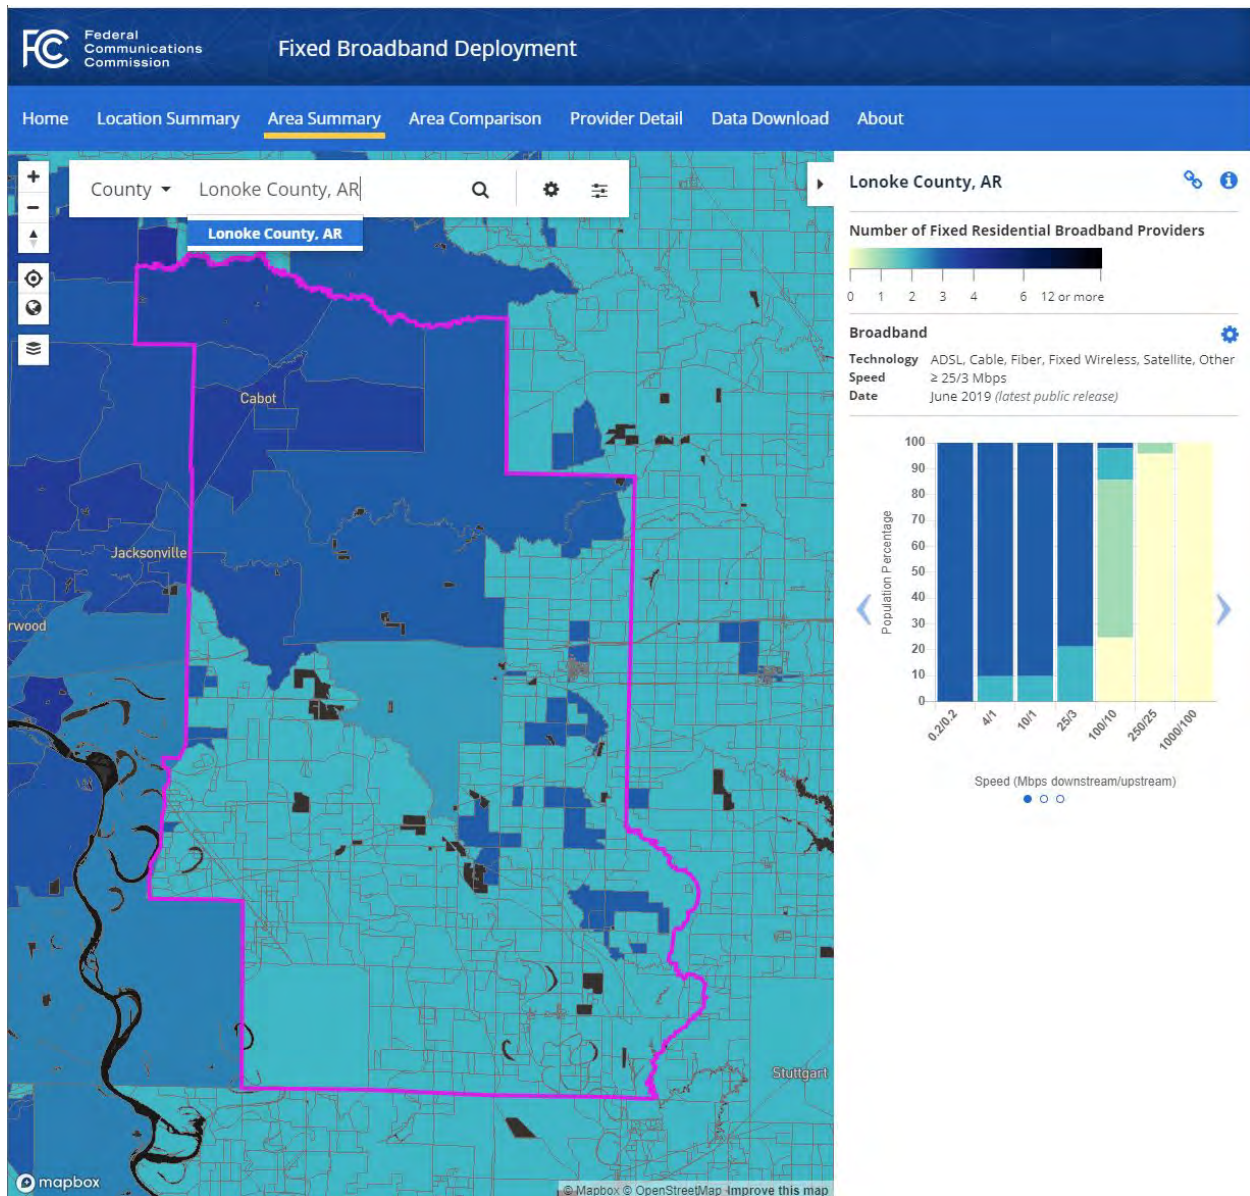 Federal
Communications
Commission
Fixed Broadband Deployment
Home Location Summary Area Summary Area Comparison Provider Detail Data Download About
County Lonoke County, AR
Lonoke County, AR
Cabot
Jacksonville
rwood
Stuttgart
mapbox
© Mapbox © OpenStreetMap Improve this map
Lonoke County, AR
Number of Fixed Residential Broadband Providers
0 1 2 3 4 6 12 or more
Broadband
Technology ADSL, Cable, Fiber, Fixed Wireless, Satellite, Other
Speed ≥ 25/3 Mbps
Date June 2019 (latest public release)
Population Percentage
100
90
80
70
60
50
40
30
20
10
0
0.2/0.2 4/1 10/1 25/3 100/10 250/25 1000/100
Speed (Mbps downstream/upstream)